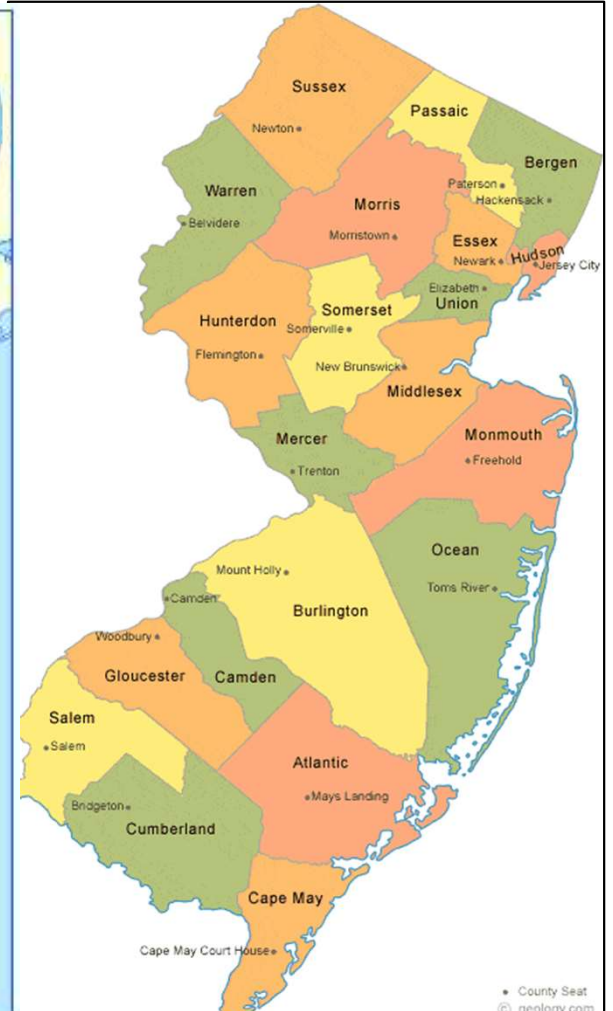 Sussex
Newton
Passaic
Bergen
Warren
Paterson
Hackensack
Morris
Belvidere
Morristown
Essex
Hudson
Newark
Jersey City
Elizabeth
Union
Somerset
Hunterdon
Somerville
Flemington
New Brunswick
Middlesex
Mercer
Monmouth
Freehold
Trenton
Ocean
Mount Holly
Toms River
Camden
Burlington
Woodbury
Gloucester
Camden
Salem
Salem
Atlantic
Mays Landing
Bridgeton
Cumberland
Cape May
Cape May Court House
• County Seat
© geology.com